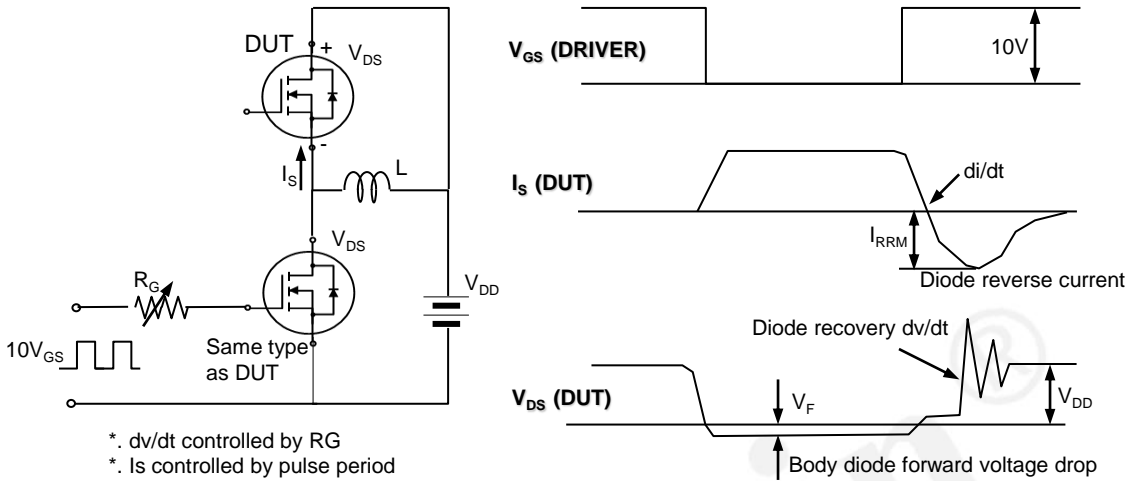 DUT
+
V_DS
-
I_S
L
V_DS
R_G
V_DD
10V_GS
Same type
as DUT
*. dv/dt controlled by RG
*. Is controlled by pulse period
V_GS (DRIVER)
10V
I_S (DUT)
di/dt
I_RRM
Diode reverse current
Diode recovery dv/dt
V_DS (DUT)
V_F
V_DD
Body diode forward voltage drop